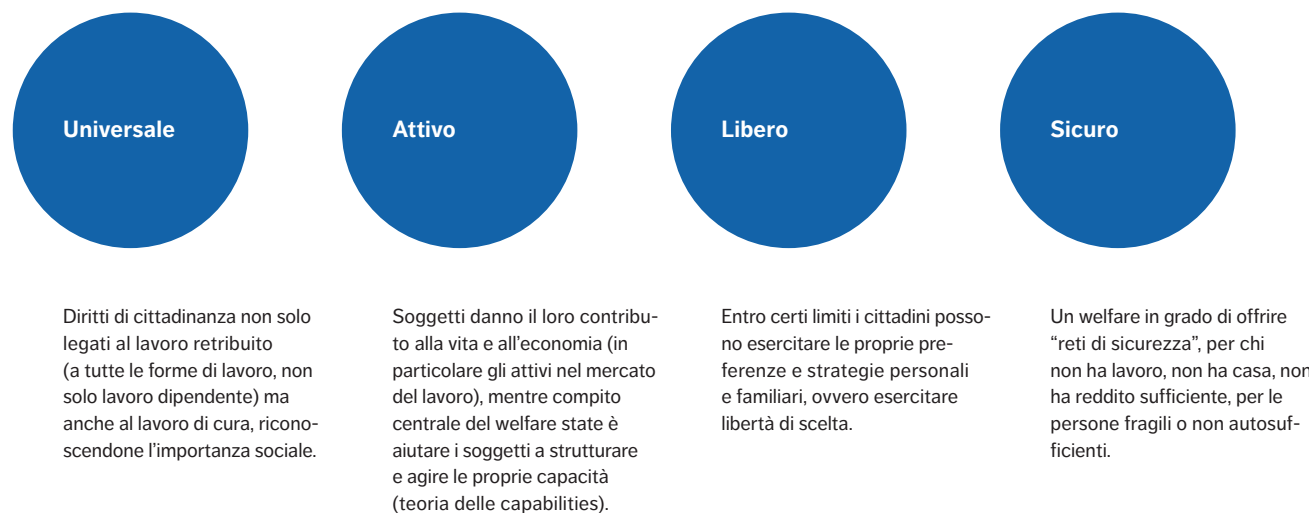 Universale
Diritti di cittadinanza non solo
legati al lavoro retribuito
(a tutte le forme di lavoro, non
solo lavoro dipendente) ma
anche al lavoro di cura, ricono-
scendone l'importanza sociale.
Attivo
Soggetti danno il loro contribu-
to alla vita e all'economia (in
particolare gli attivi nel mercato
del lavoro), mentre compito
centrale del welfare state è
aiutare i soggetti a strutturare
e agire le proprie capacità
(teoria delle capabilities).
Libero
Entro certi limiti i cittadini posso-
no esercitare le proprie pre-
ferenze e strategie personali
e familiari, ovvero esercitare
libertà di scelta.
Sicuro
Un welfare in grado di offrire
“reti di sicurezza”, per chi
non ha lavoro, non ha casa, non
ha reddito sufficiente, per le
persone fragili o non autosuf-
ficienti.